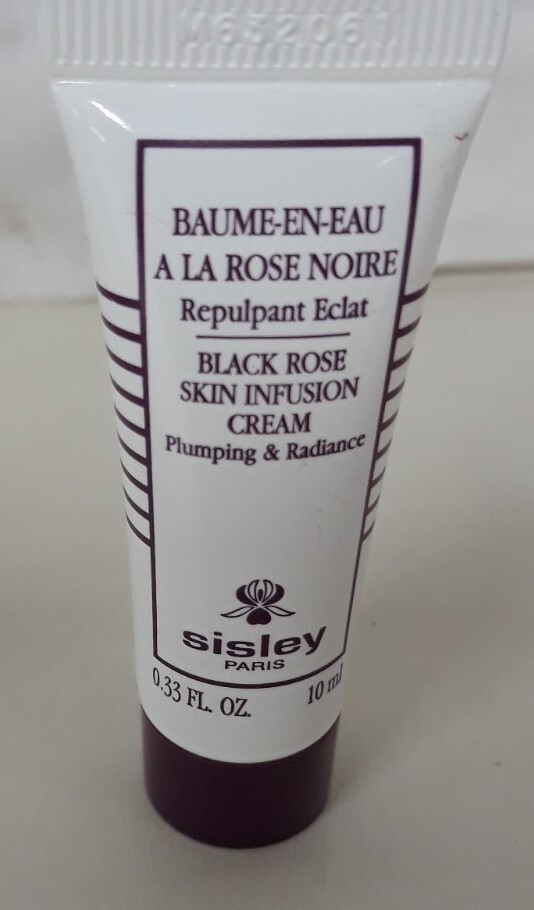 M632061
BAUME-EN-EAU
A LA ROSE NOIRE
Repulpant Eclat
BLACK ROSE
SKIN INFUSION
CREAM
Plumping & Radiance
sisley
PARIS
0.33 FL. OZ. 10 ml